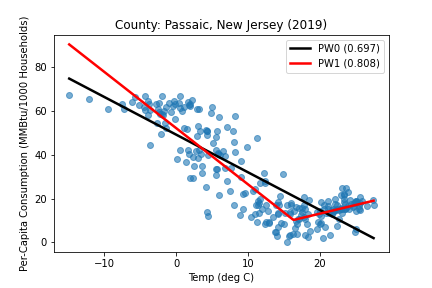 County: Passaic, New Jersey (2019)
PW0 (0.697)
PW1 (0.808)
Per-Capita Consumption (MMBtu/1000 Households)
80
60
40
20
0
−10 0 10 20
Temp (deg C)